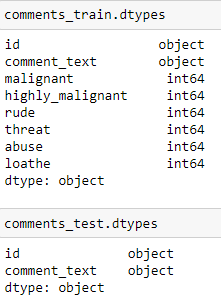 comments_train.dtypes
id object
comment_text object
malignant int64
highly_malignant int64
rude int64
threat int64
abuse int64
loathe int64
dtype: object
comments_test.dtypes
id object
comment_text object
dtype: object